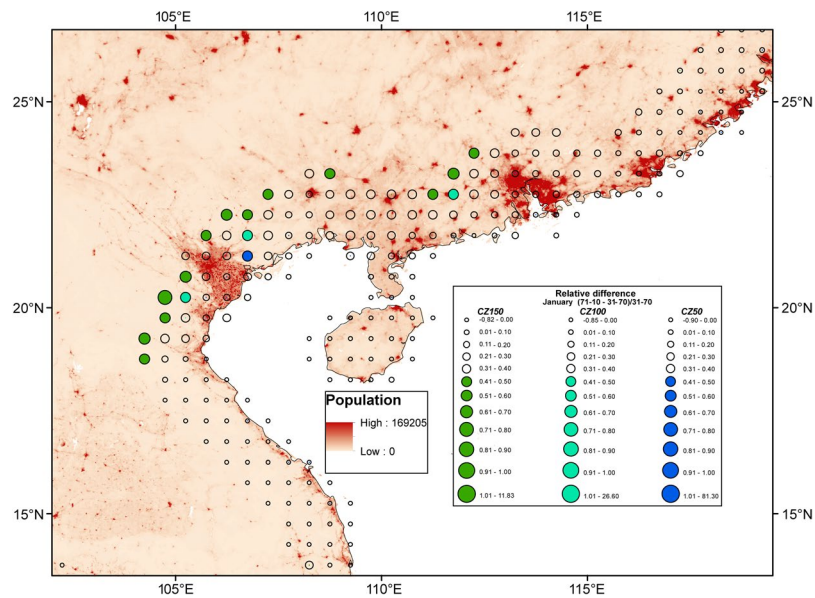 105°E 110°E 115°E
25°N 25°N
20°N 20°N
15°N 15°N
Relative difference
January (71-10 - 31-70)/31-70
CZ150 CZ100 CZ50
-0.82 - 0.00 -0.85 - 0.00 -0.90 - 0.00
0.01 - 0.10 0.01 - 0.10 0.01 - 0.10
0.11 - 0.20 0.11 - 0.20 0.11 - 0.20
0.21 - 0.30 0.21 - 0.30 0.21 - 0.30
0.31 - 0.40 0.31 - 0.40 0.31 - 0.40
0.41 - 0.50 0.41 - 0.50 0.41 - 0.50
0.51 - 0.60 0.51 - 0.60 0.51 - 0.60
0.61 - 0.70 0.61 - 0.70 0.61 - 0.70
0.71 - 0.80 0.71 - 0.80 0.71 - 0.80
0.81 - 0.90 0.81 - 0.90 0.81 - 0.90
0.91 - 1.00 0.91 - 1.00 0.91 - 1.00
1.01 - 11.83 1.01 - 26.60 1.01 - 81.30
Population
High : 169205
Low : 0
105°E 110°E 115°E